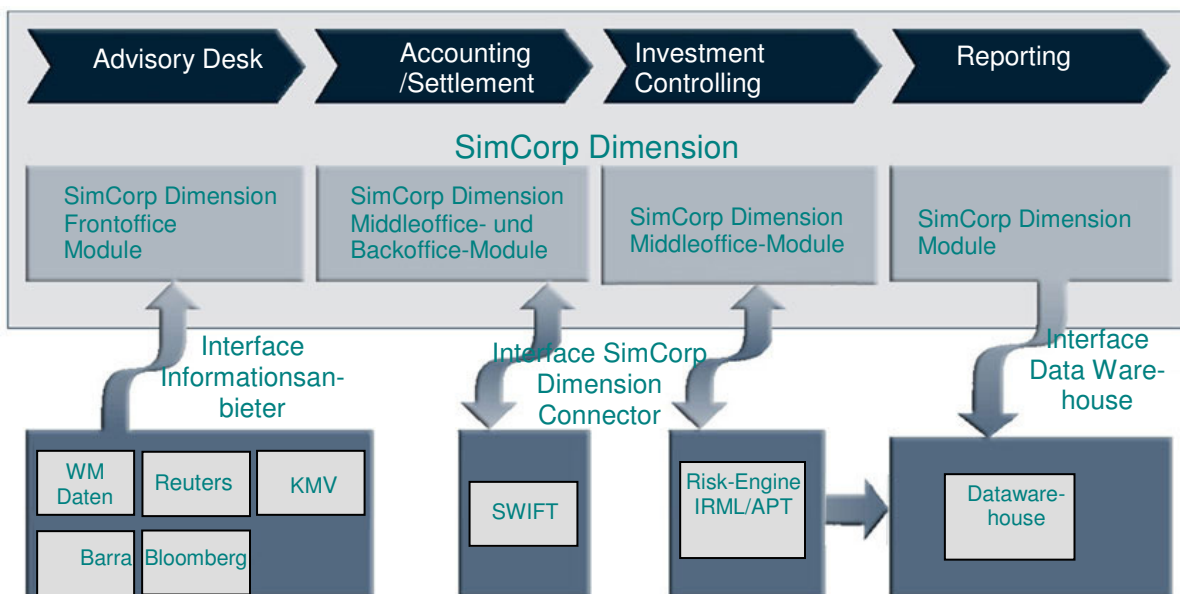 Advisory Desk
Accounting
/Settlement
Investment
Controlling
Reporting
SimCorp Dimension
SimCorp Dimension
Frontoffice
Module
SimCorp Dimension
Middleoffice- und
Backoffice-Module
SimCorp Dimension
Middleoffice-Module
SimCorp Dimension
Module
Interface
Informationsan-
bieter
Interface SimCorp
Dimension
Connector
Interface
Data Ware-
house
WM
Daten
Reuters
KMV
Barra
Bloomberg
SWIFT
Risk-Engine
IRML/APT
Dataware-
house